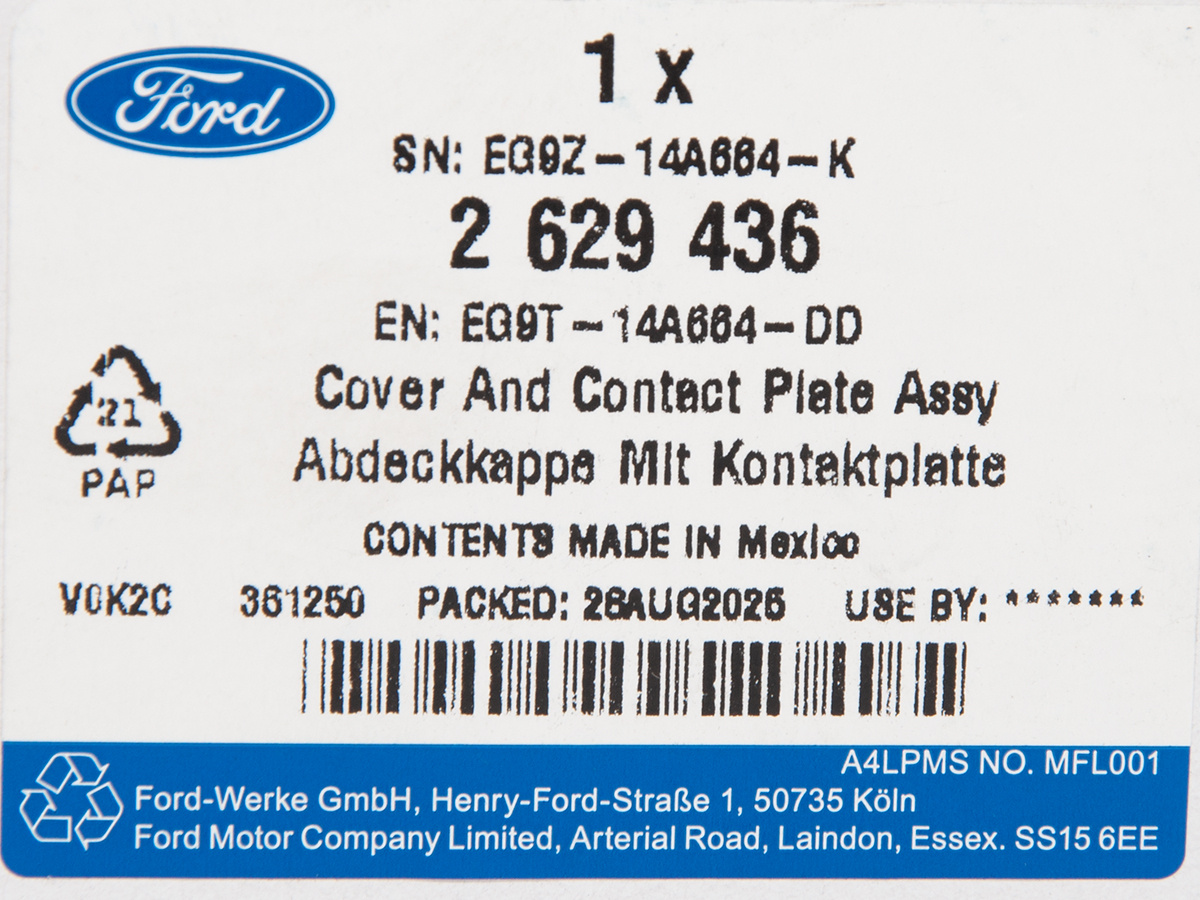 Ford
1 x
SN: EG9Z-14A664-K
2 629 436
EN: EG9T-14A664-DD
Cover And Contact Plate Assy
21
Abdeckkappe Mit Kontaktplatte
PAP
CONTENTS MADE IN Mexico
V0K2C 361250 PACKED: 26AUG2025 USE BY: *******
A4LPMS NO. MFL001
Ford-Werke GmbH, Henry-Ford-Straße 1, 50735 Köln
Ford Motor Company Limited, Arterial Road, Laindon, Essex. SS15 6EE